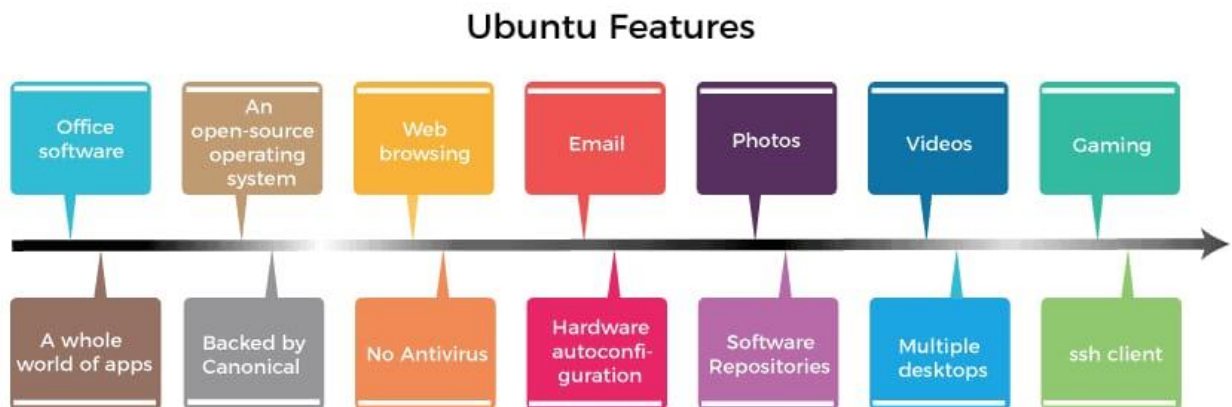 Ubuntu Features
Office
software
An
open-source
operating
system
Web
browsing
Email
Photos
Videos
Gaming
A whole
world of apps
Backed by
Canonical
No Antivirus
Hardware
autoconfi-
guration
Software
Repositories
Multiple
desktops
ssh client